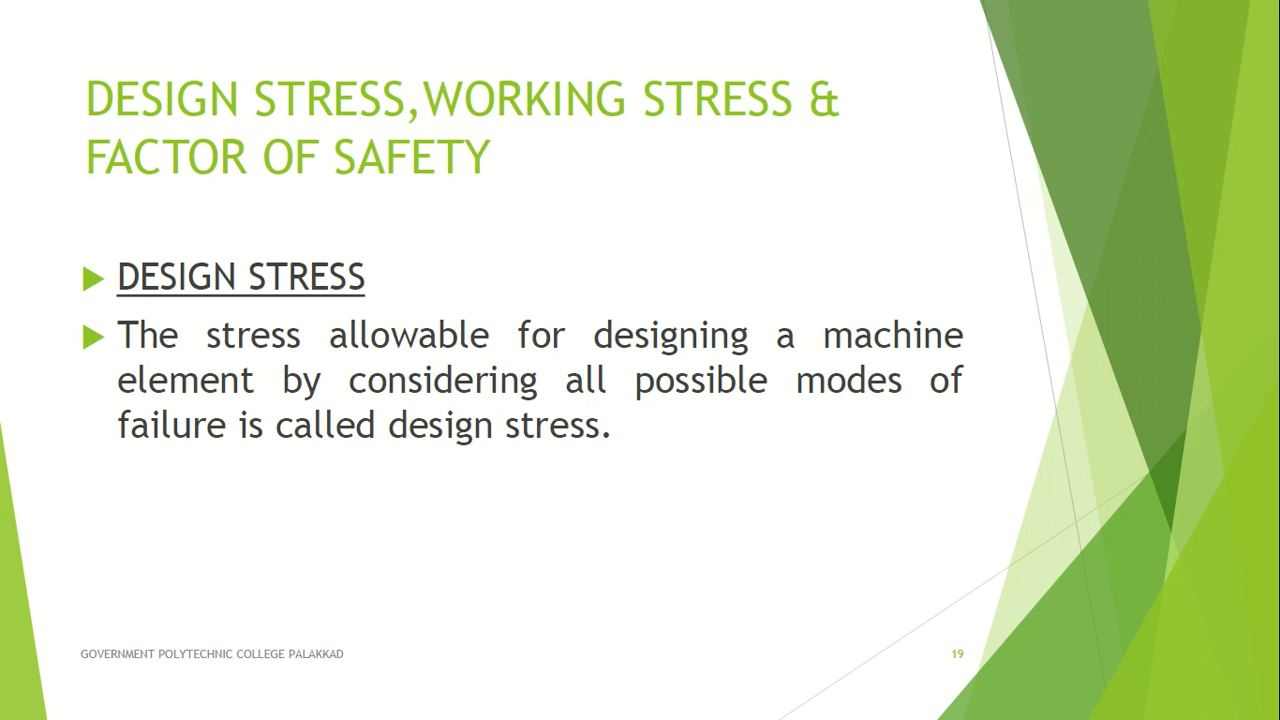 DESIGN STRESS,WORKING STRESS &
FACTOR OF SAFETY
DESIGN STRESS
The stress allowable for designing a machine
element by considering all possible modes of
failure is called design stress.
GOVERNMENT POLYTECHNIC COLLEGE PALAKKAD
19